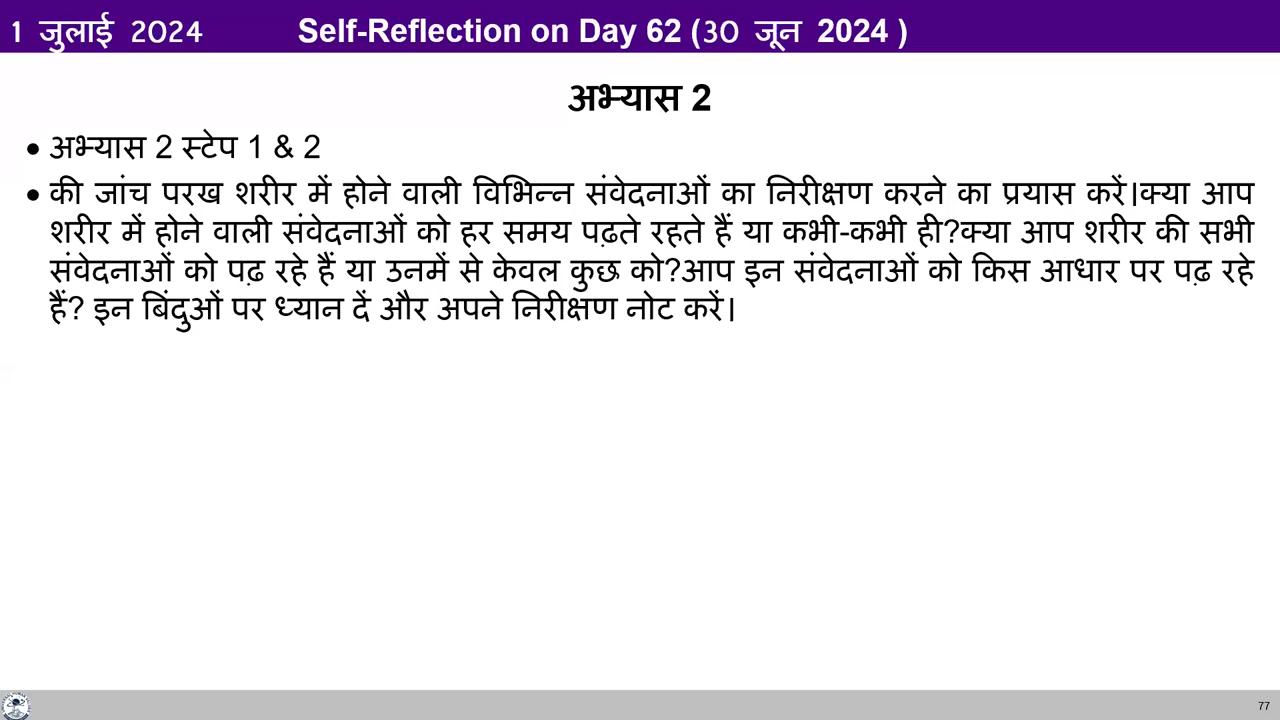 1 जुलाई 2024 Self-Reflection on Day 62 (30 जून 2024 )
अभ्यास 2
• अभ्यास 2 स्टेप 1 & 2
• की जांच परख शरीर में होने वाली विभिन्न संवेदनाओं का निरीक्षण करने का प्रयास करें।क्या आप
शरीर में होने वाली संवेदनाओं को हर समय पढ़ते रहते हैं या कभी-कभी ही?क्या आप शरीर की सभी
संवेदनाओं को पढ़ रहे हैं या उनमें से केवल कुछ को?आप इन संवेदनाओं को किस आधार पर पढ़ रहे
हैं? इन बिंदुओं पर ध्यान दें और अपने निरीक्षण नोट करें।
77